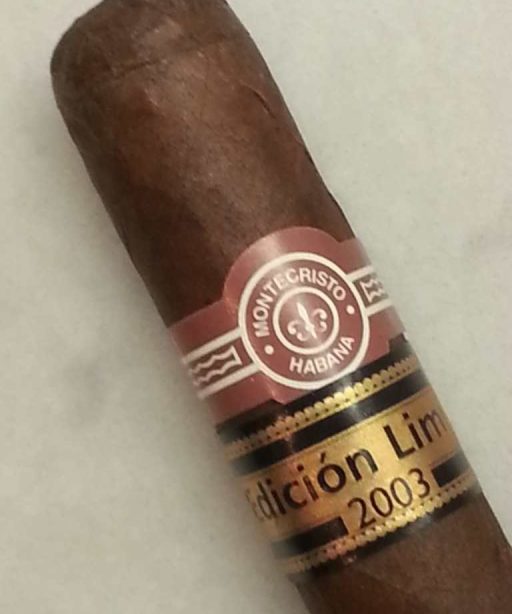 MONTECRISTO
HABANA
Edición Lim
2003